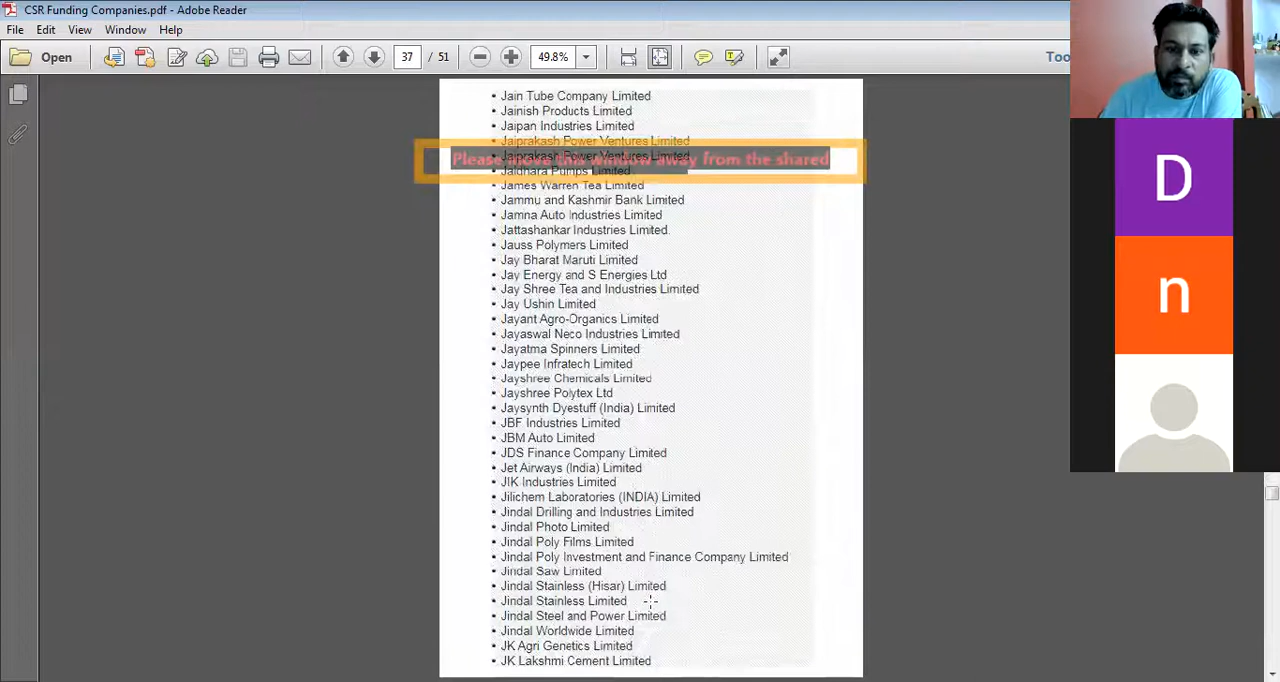 CSR Funding Companies.pdf - Adobe Reader
File Edit View Window Help
Open 37 / 51 49.8% Too
Jain Tube Company Limited
Jainish Products Limited
Jaipan Industries Limited
Jaiprakash Power Ventures Limited
Jaiprakash Power Ventures Limited
Please move this window away from the shared
Jaidhara Pumps Limited
James Warren Tea Limited
Jammu and Kashmir Bank Limited
Jamna Auto Industries Limited
Jattashankar Industries Limited.
Jauss Polymers Limited
Jay Bharat Maruti Limited
Jay Energy and S Energies Ltd
Jay Shree Tea and Industries Limited
Jay Ushin Limited
Jayant Agro-Organics Limited
Jayaswal Neco Industries Limited
Jayatma Spinners Limited
Jaypee Infratech Limited
Jayshree Chemicals Limited
Jayshree Polytex Ltd
Jaysynth Dyestuff (India) Limited
JBF Industries Limited
JBM Auto Limited
JDS Finance Company Limited
Jet Airways (India) Limited
JIK Industries Limited
Jilichem Laboratories (INDIA) Limited
Jindal Drilling and Industries Limited
Jindal Photo Limited
Jindal Poly Films Limited
Jindal Poly Investment and Finance Company Limited
Jindal Saw Limited
Jindal Stainless (Hisar) Limited
Jindal Stainless Limited
Jindal Steel and Power Limited
Jindal Worldwide Limited
JK Agri Genetics Limited
JK Lakshmi Cement Limited
D
n